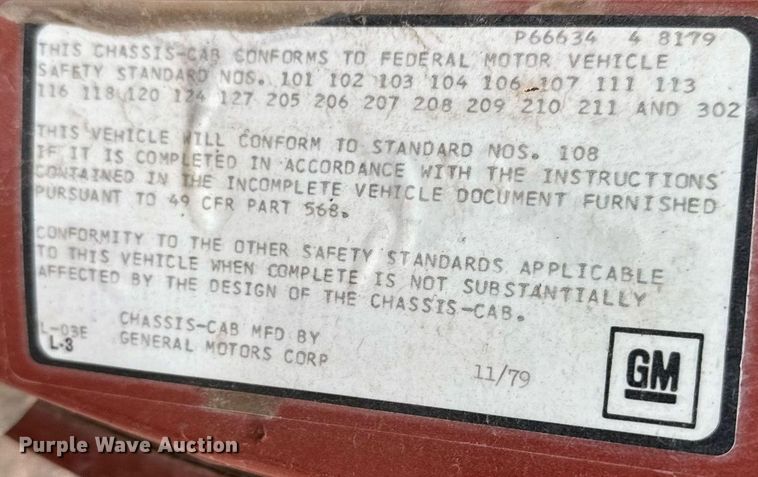 P66634 4 8179
THIS CHASSIS-CAB CONFORMS TO FEDERAL MOTOR VEHICLE
SAFETY STANDARD NOS. 101 102 103 104 106 107 111 113
116 118 120 124 127 205 206 207 208 209 210 211 AND 302
THIS VEHICLE WILL CONFORM TO STANDARD NOS. 108
IF IT IS COMPLETED IN ACCORDANCE WITH THE INSTRUCTIONS
CONTAINED IN THE INCOMPLETE VEHICLE DOCUMENT FURNISHED
PURSUANT TO 49 CFR PART 568.
CONFORMITY TO THE OTHER SAFETY STANDARDS APPLICABLE
TO THIS VEHICLE WHEN COMPLETE IS NOT SUBSTANTIALLY
AFFECTED BY THE DESIGN OF THE CHASSIS-CAB.
L-03E CHASSIS-CAB MFD BY
L-3 GENERAL MOTORS CORP
11/79
GM
Purple Wave Auction